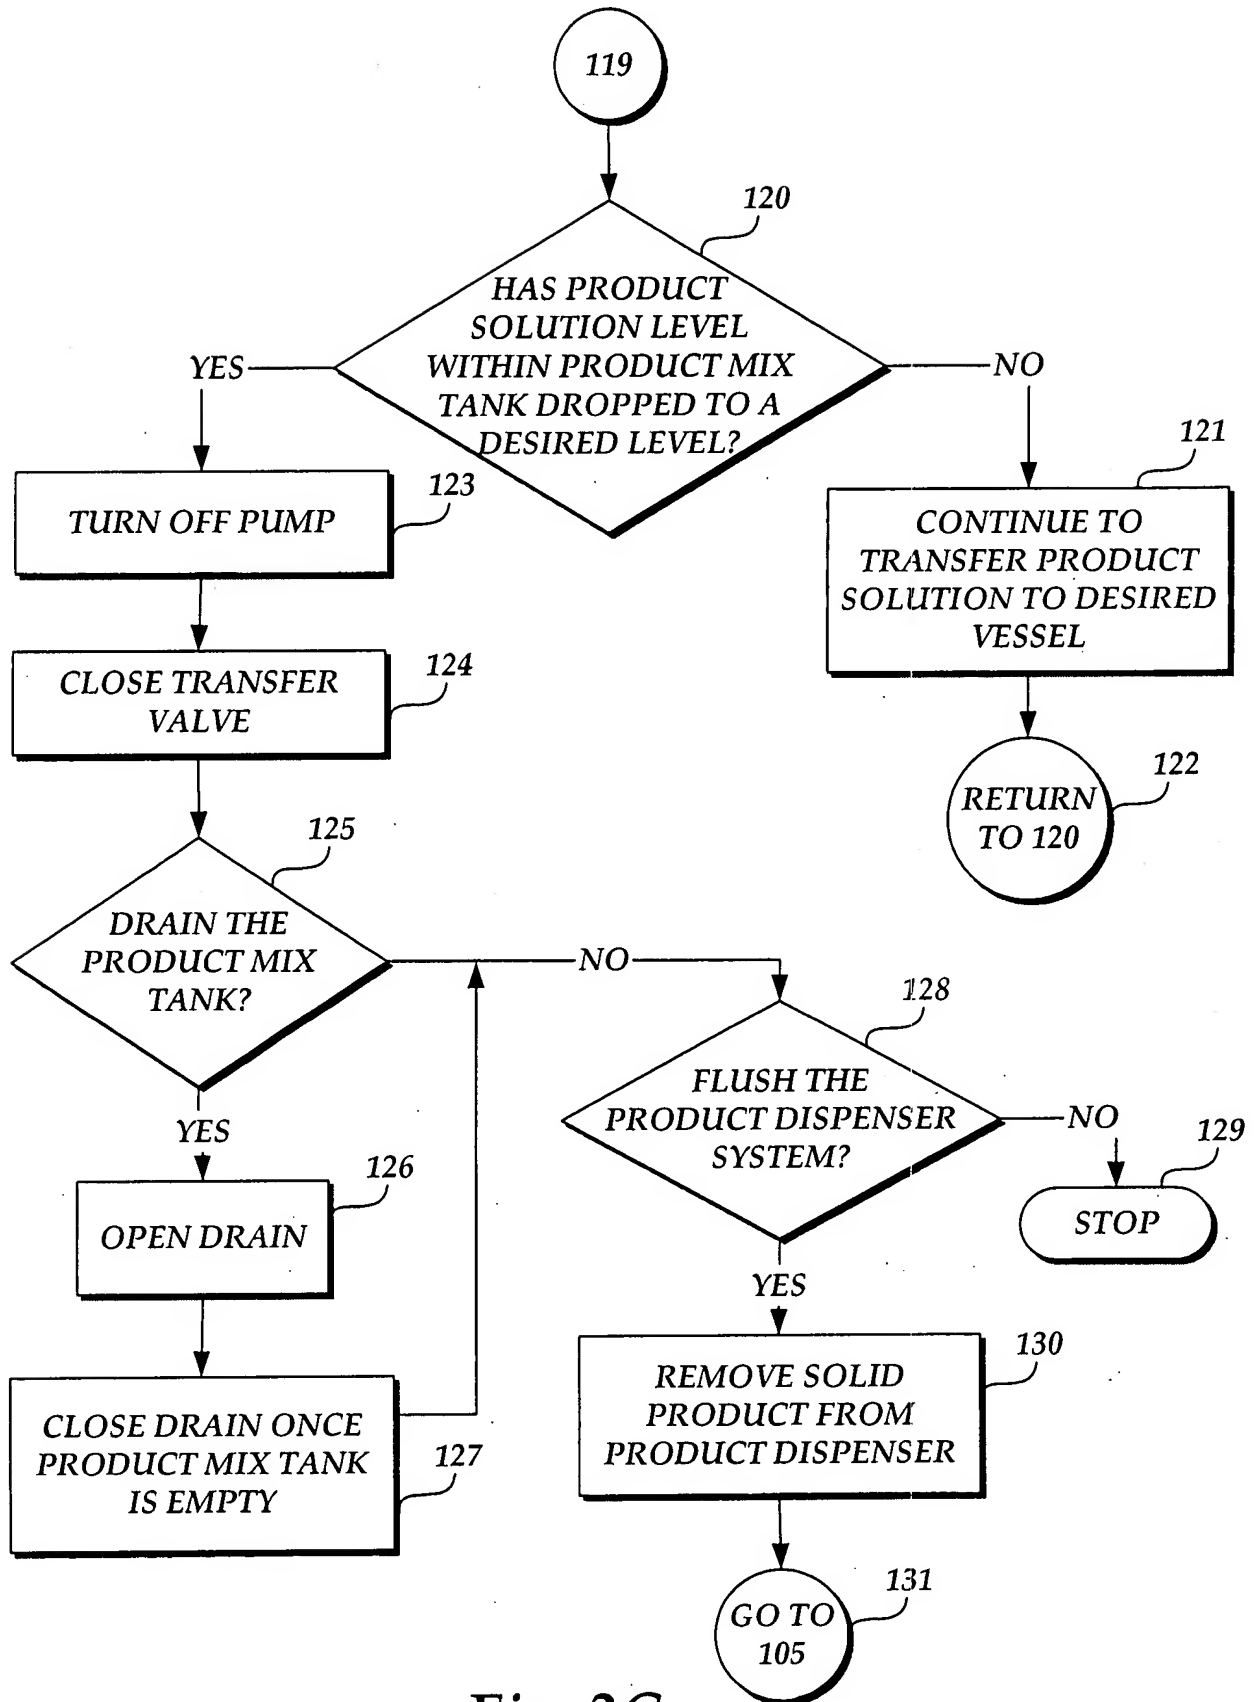 119
120
HAS PRODUCT
SOLUTION LEVEL
WITHIN PRODUCT MIX
TANK DROPPED TO A
DESIRED LEVEL?
YES
NO
123
TURN OFF PUMP
121
CONTINUE TO
TRANSFER PRODUCT
SOLUTION TO DESIRED
VESSEL
124
CLOSE TRANSFER
VALVE
122
RETURN
TO 120
125
DRAIN THE
PRODUCT MIX
TANK?
NO
128
FLUSH THE
PRODUCT DISPENSER
SYSTEM?
NO
129
STOP
YES
126
OPEN DRAIN
YES
130
REMOVE SOLID
PRODUCT FROM
PRODUCT DISPENSER
CLOSE DRAIN ONCE
PRODUCT MIX TANK
IS EMPTY
127
131
GO TO
105